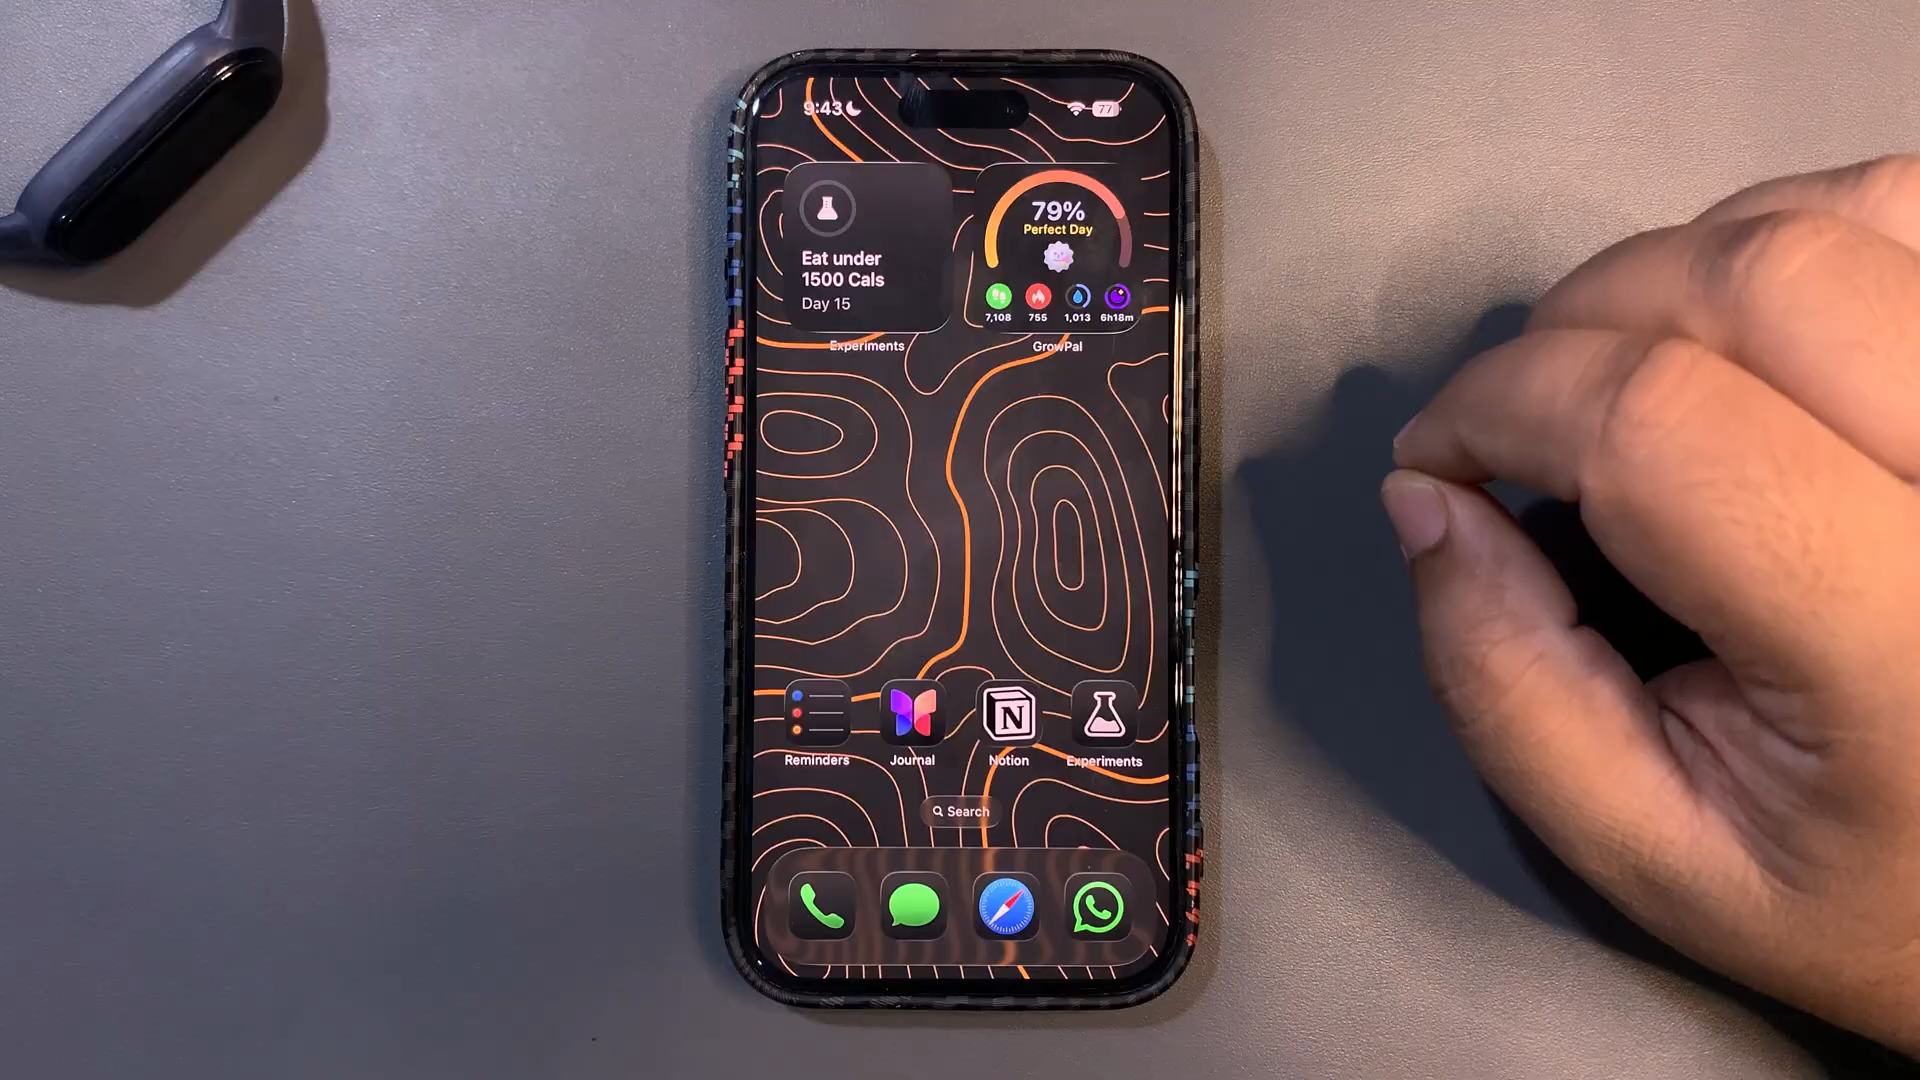 9:43
77
Eat under
1500 Cals
Day 15
Experiments
79%
Perfect Day
7,108 755 1,013 6h18m
GrowPal
Reminders Journal Notion Experiments
Search